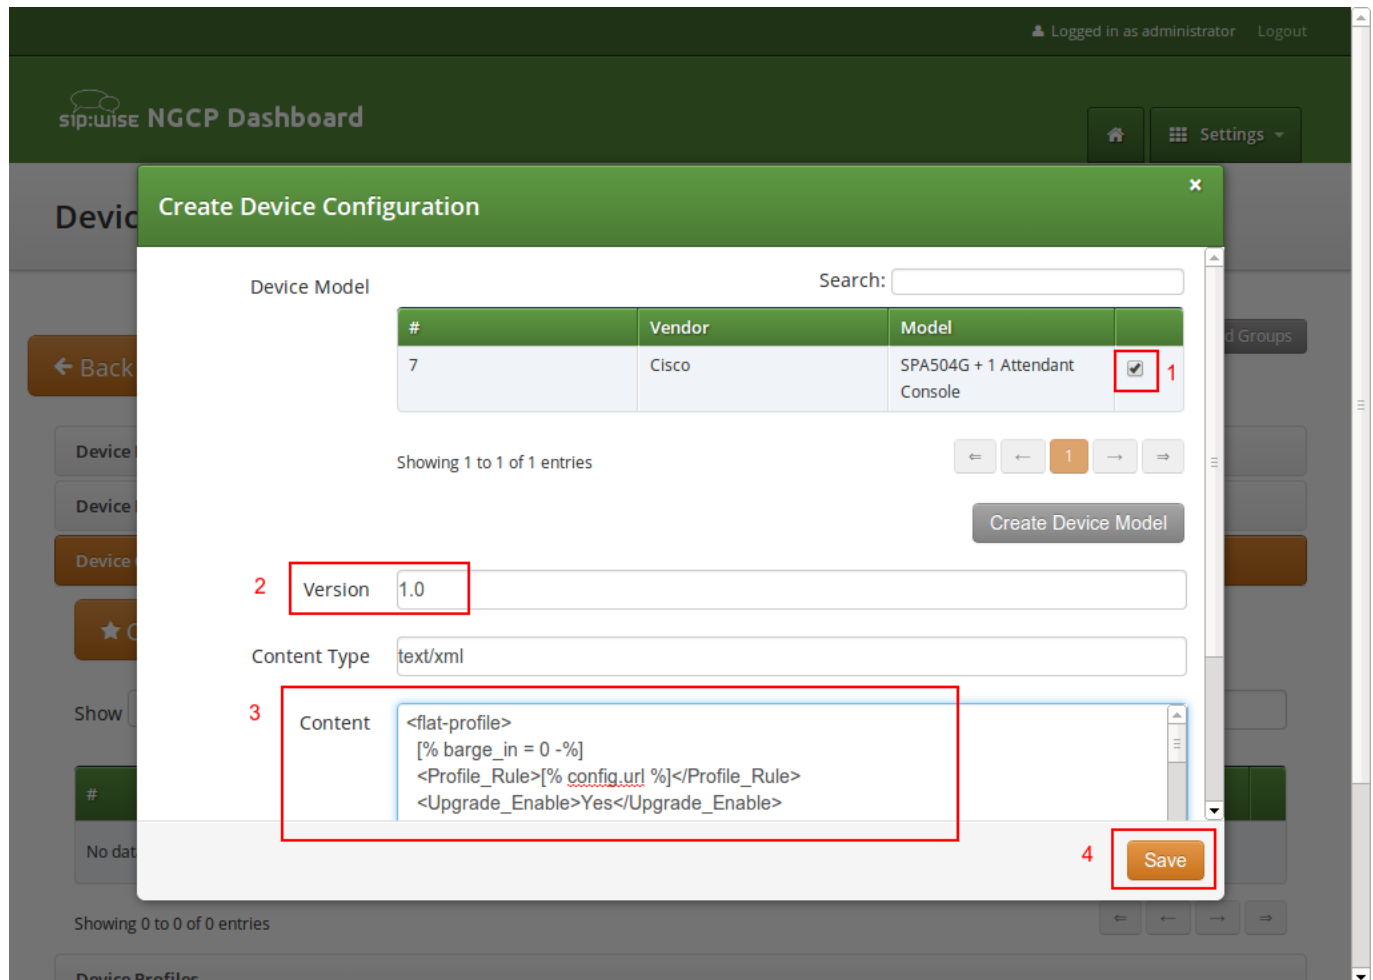 Logged in as administrator Logout
sip:wise NGCP Dashboard
Settings
Devic
Create Device Configuration
×
Device Model
Search:
# Vendor Model
d Groups
7 Cisco SPA504G + 1 Attendant
Console
1
← Back
Device
Showing 1 to 1 of 1 entries
⇐ ← 1 → ⇒
Device
Create Device Model
Device
2 Version 1.0
Content Type text/xml
Show
3 Content <flat-profile>
[% barge_in = 0 -%]
<Profile_Rule>[% config.url %]</Profile_Rule>
<Upgrade_Enable>Yes</Upgrade_Enable>
#
No dat
4 Save
Showing 0 to 0 of 0 entries
⇐ ← → ⇒
Device Profiles